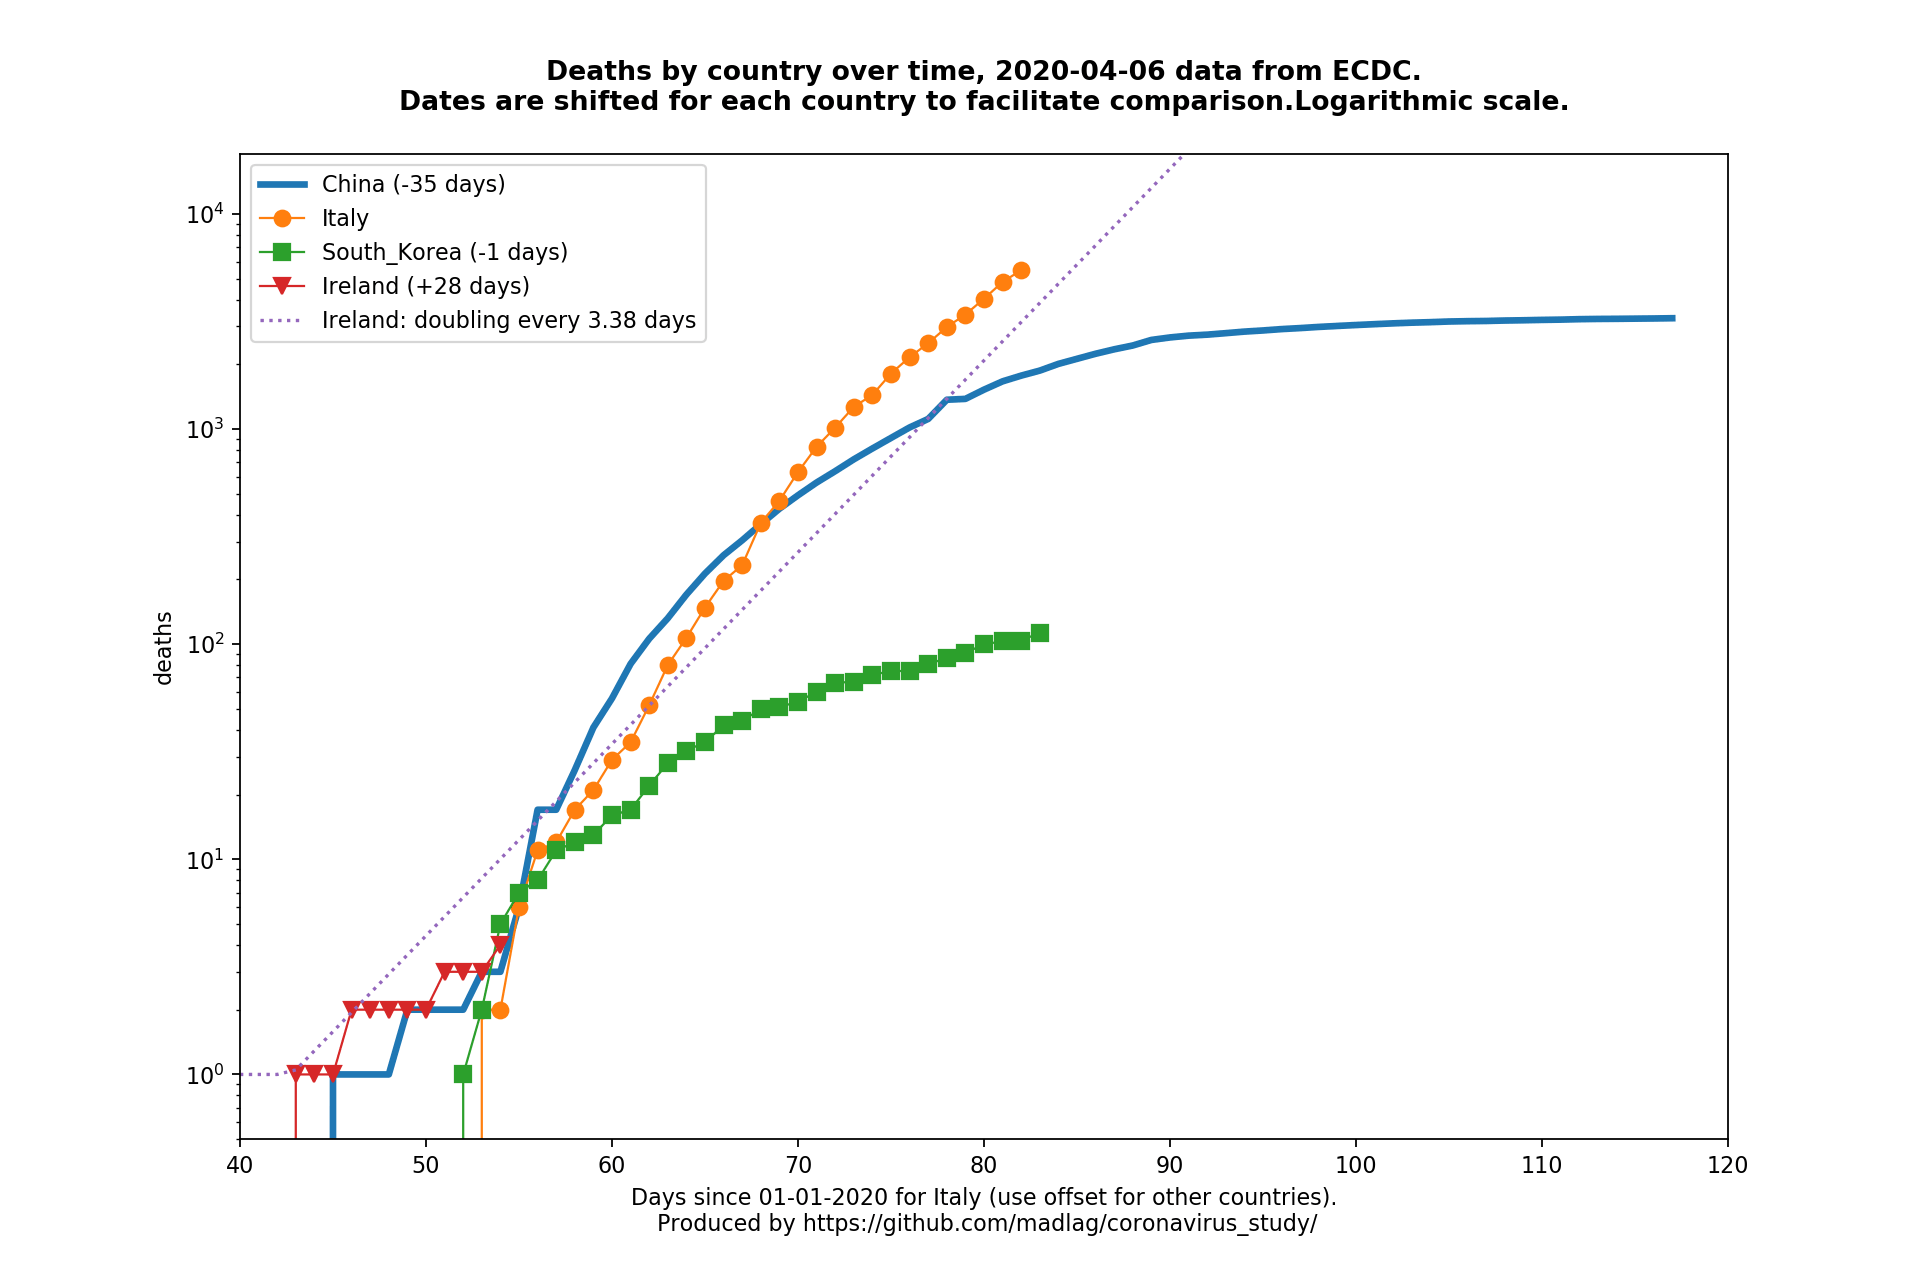 Deaths by country over time, 2020-04-06 data from ECDC.
Dates are shifted for each country to facilitate comparison.Logarithmic scale.
China (-35 days)
Italy
South_Korea (-1 days)
Ireland (+28 days)
Ireland: doubling every 3.38 days
10^4
10^3
10^2
10^1
10^0
deaths
40 50 60 70 80 90 100 110 120
Days since 01-01-2020 for Italy (use offset for other countries).
Produced by https://github.com/madlag/coronavirus_study/